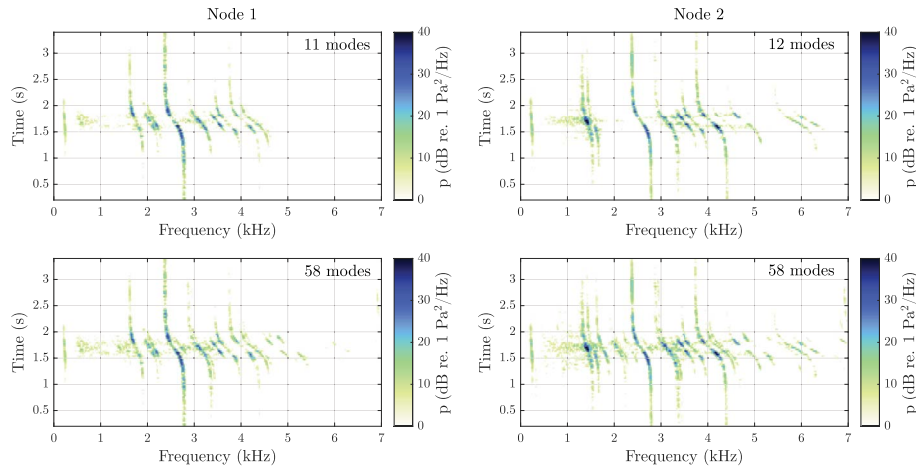 Node 1
Node 2
11 modes
12 modes
3
2.5
2
1.5
1
0.5
Time (s)
0 1 2 3 4 5 6 7
Frequency (kHz)
40
30
20
10
0
p (dB re. 1 Pa²/Hz)
3
2.5
2
1.5
1
0.5
Time (s)
0 1 2 3 4 5 6 7
Frequency (kHz)
40
30
20
10
0
p (dB re. 1 Pa²/Hz)
58 modes
58 modes
3
2.5
2
1.5
1
0.5
Time (s)
0 1 2 3 4 5 6 7
Frequency (kHz)
40
30
20
10
0
p (dB re. 1 Pa²/Hz)
3
2.5
2
1.5
1
0.5
Time (s)
0 1 2 3 4 5 6 7
Frequency (kHz)
40
30
20
10
0
p (dB re. 1 Pa²/Hz)